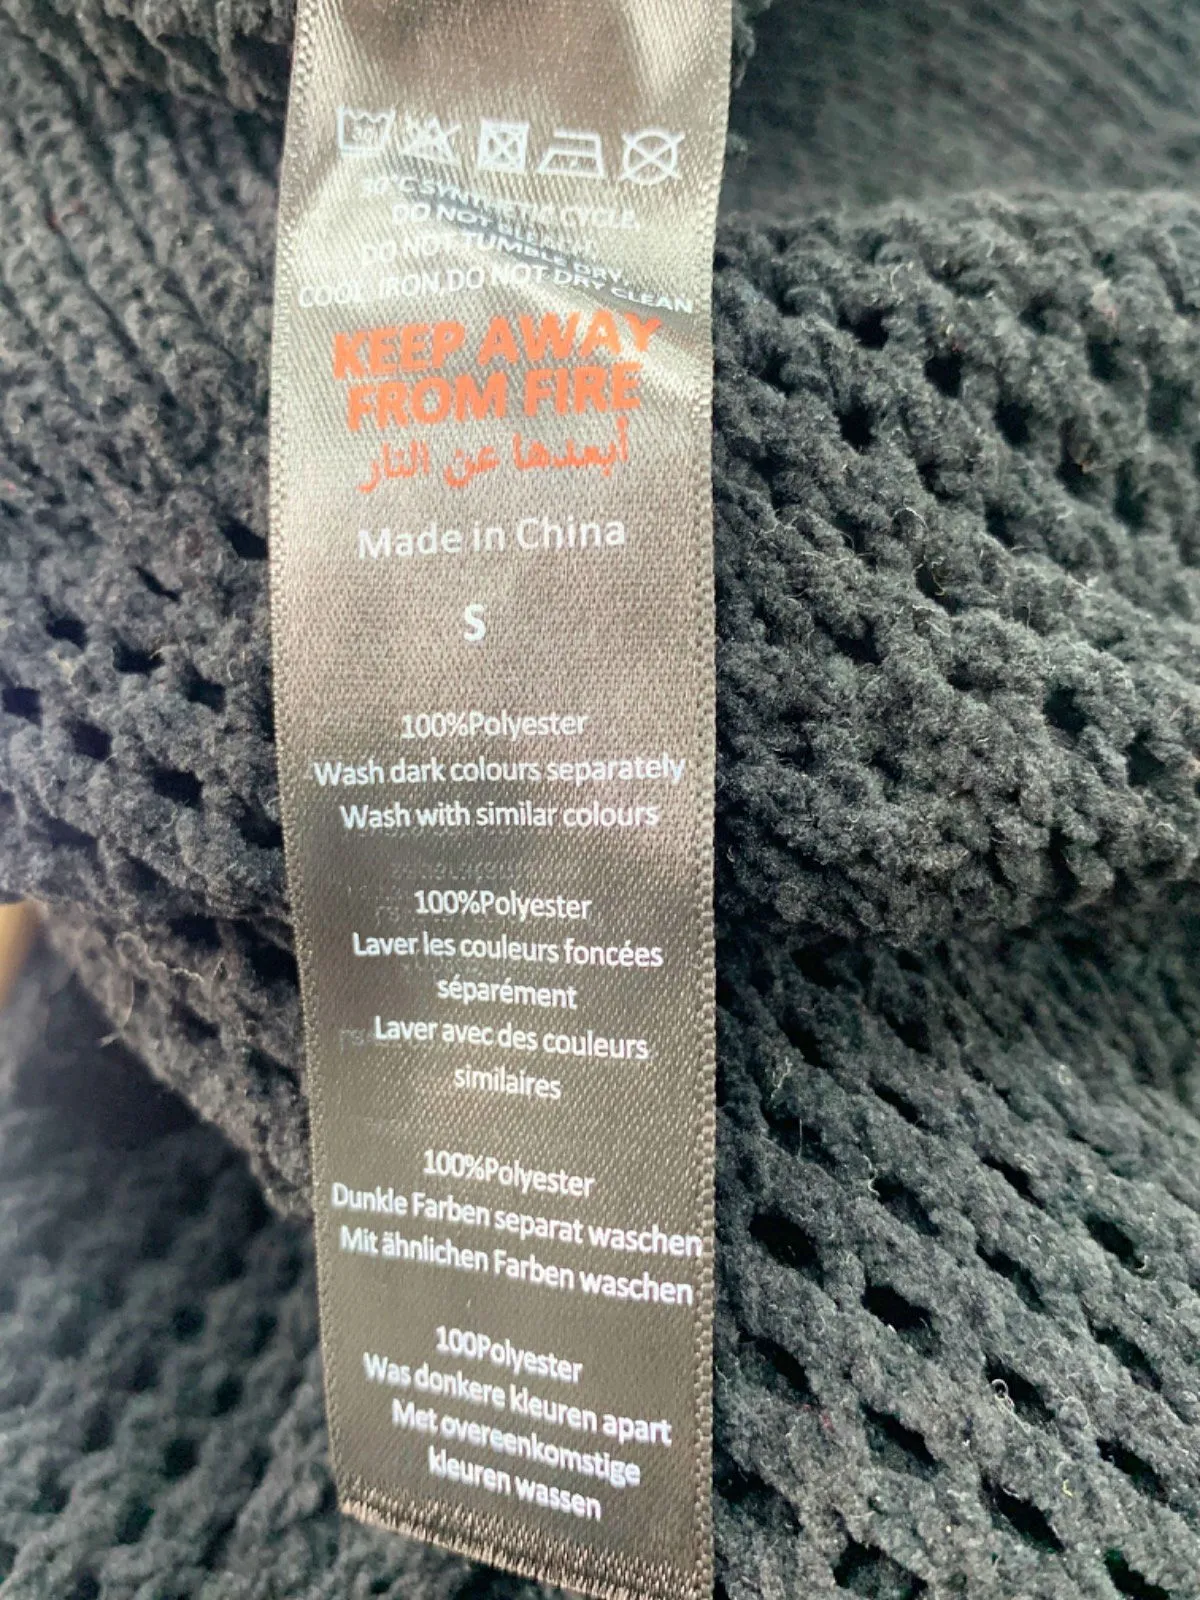 30
30°C SYNTHETIC CYCLE,
DO NOT BLEACH,
DO NOT TUMBLE DRY,
COOL IRON,DO NOT DRY CLEAN
KEEP AWAY
FROM FIRE
أبعدها عن النار
Made in China
S
100%Polyester
Wash dark colours separately
Wash with similar colours
100%Polyester
Laver les couleurs foncées
séparément
Laver avec des couleurs
similaires
100%Polyester
Dunkle Farben separat waschen
Mit ähnlichen Farben waschen
100Polyester
Was donkere kleuren apart
Met overeenkomstige
kleuren wassen